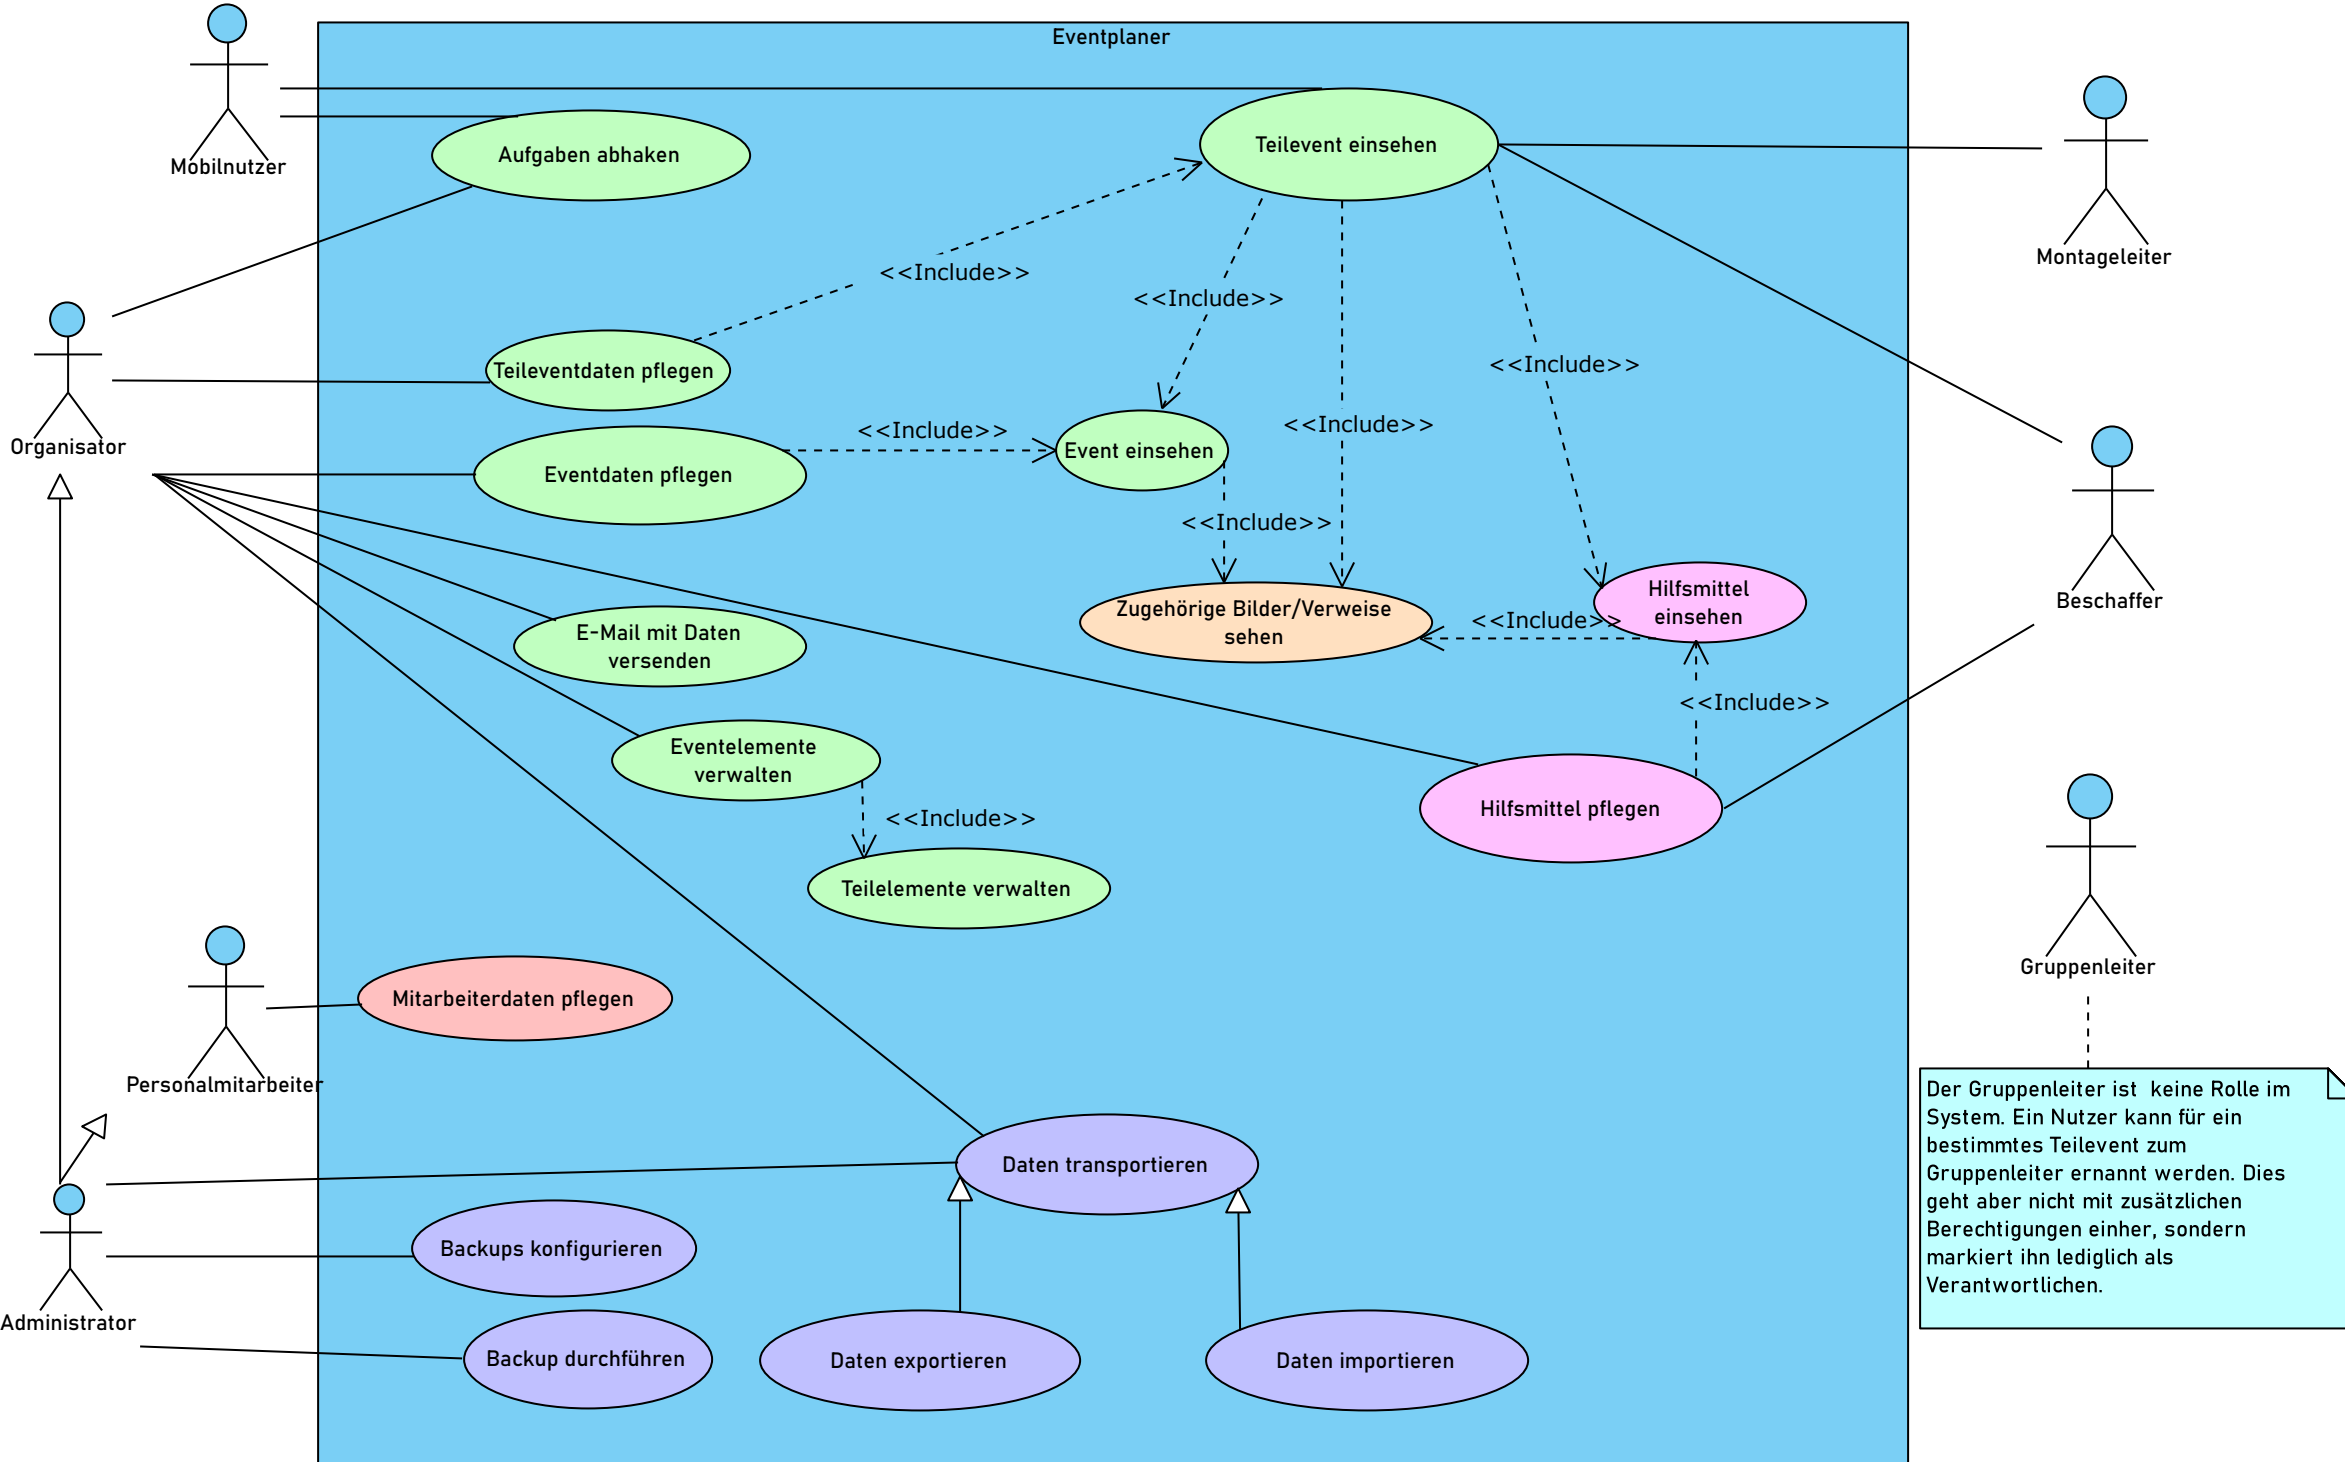 Eventplaner
Mobilnutzer
Aufgaben abhaken
Teilevent einsehen
Montageleiter
<<Include>>
<<Include>>
<<Include>>
Teileventdaten pflegen
Organisator
<<Include>>
<<Include>>
Event einsehen
Eventdaten pflegen
<<Include>>
Zugehörige Bilder/Verweise
sehen
<<Include>>
Hilfsmittel
einsehen
Beschaffer
E-Mail mit Daten
versenden
<<Include>>
Eventelemente
verwalten
<<Include>>
Hilfsmittel pflegen
Teilelemente verwalten
Gruppenleiter
Mitarbeiterdaten pflegen
Personalmitarbeiter
Der Gruppenleiter ist  keine Rolle im
System. Ein Nutzer kann für ein
bestimmtes Teilevent zum
Gruppenleiter ernannt werden. Dies
geht aber nicht mit zusätzlichen
Berechtigungen einher, sondern
markiert ihn lediglich als
Verantwortlichen.
Daten transportieren
Backups konfigurieren
Administrator
Backup durchführen
Daten exportieren
Daten importieren